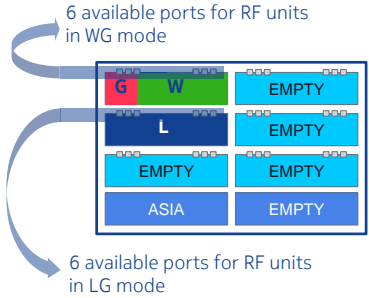 6 available ports for RF units
in WG mode
G W EMPTY
L EMPTY
EMPTY EMPTY
ASIA EMPTY
6 available ports for RF units
in LG mode